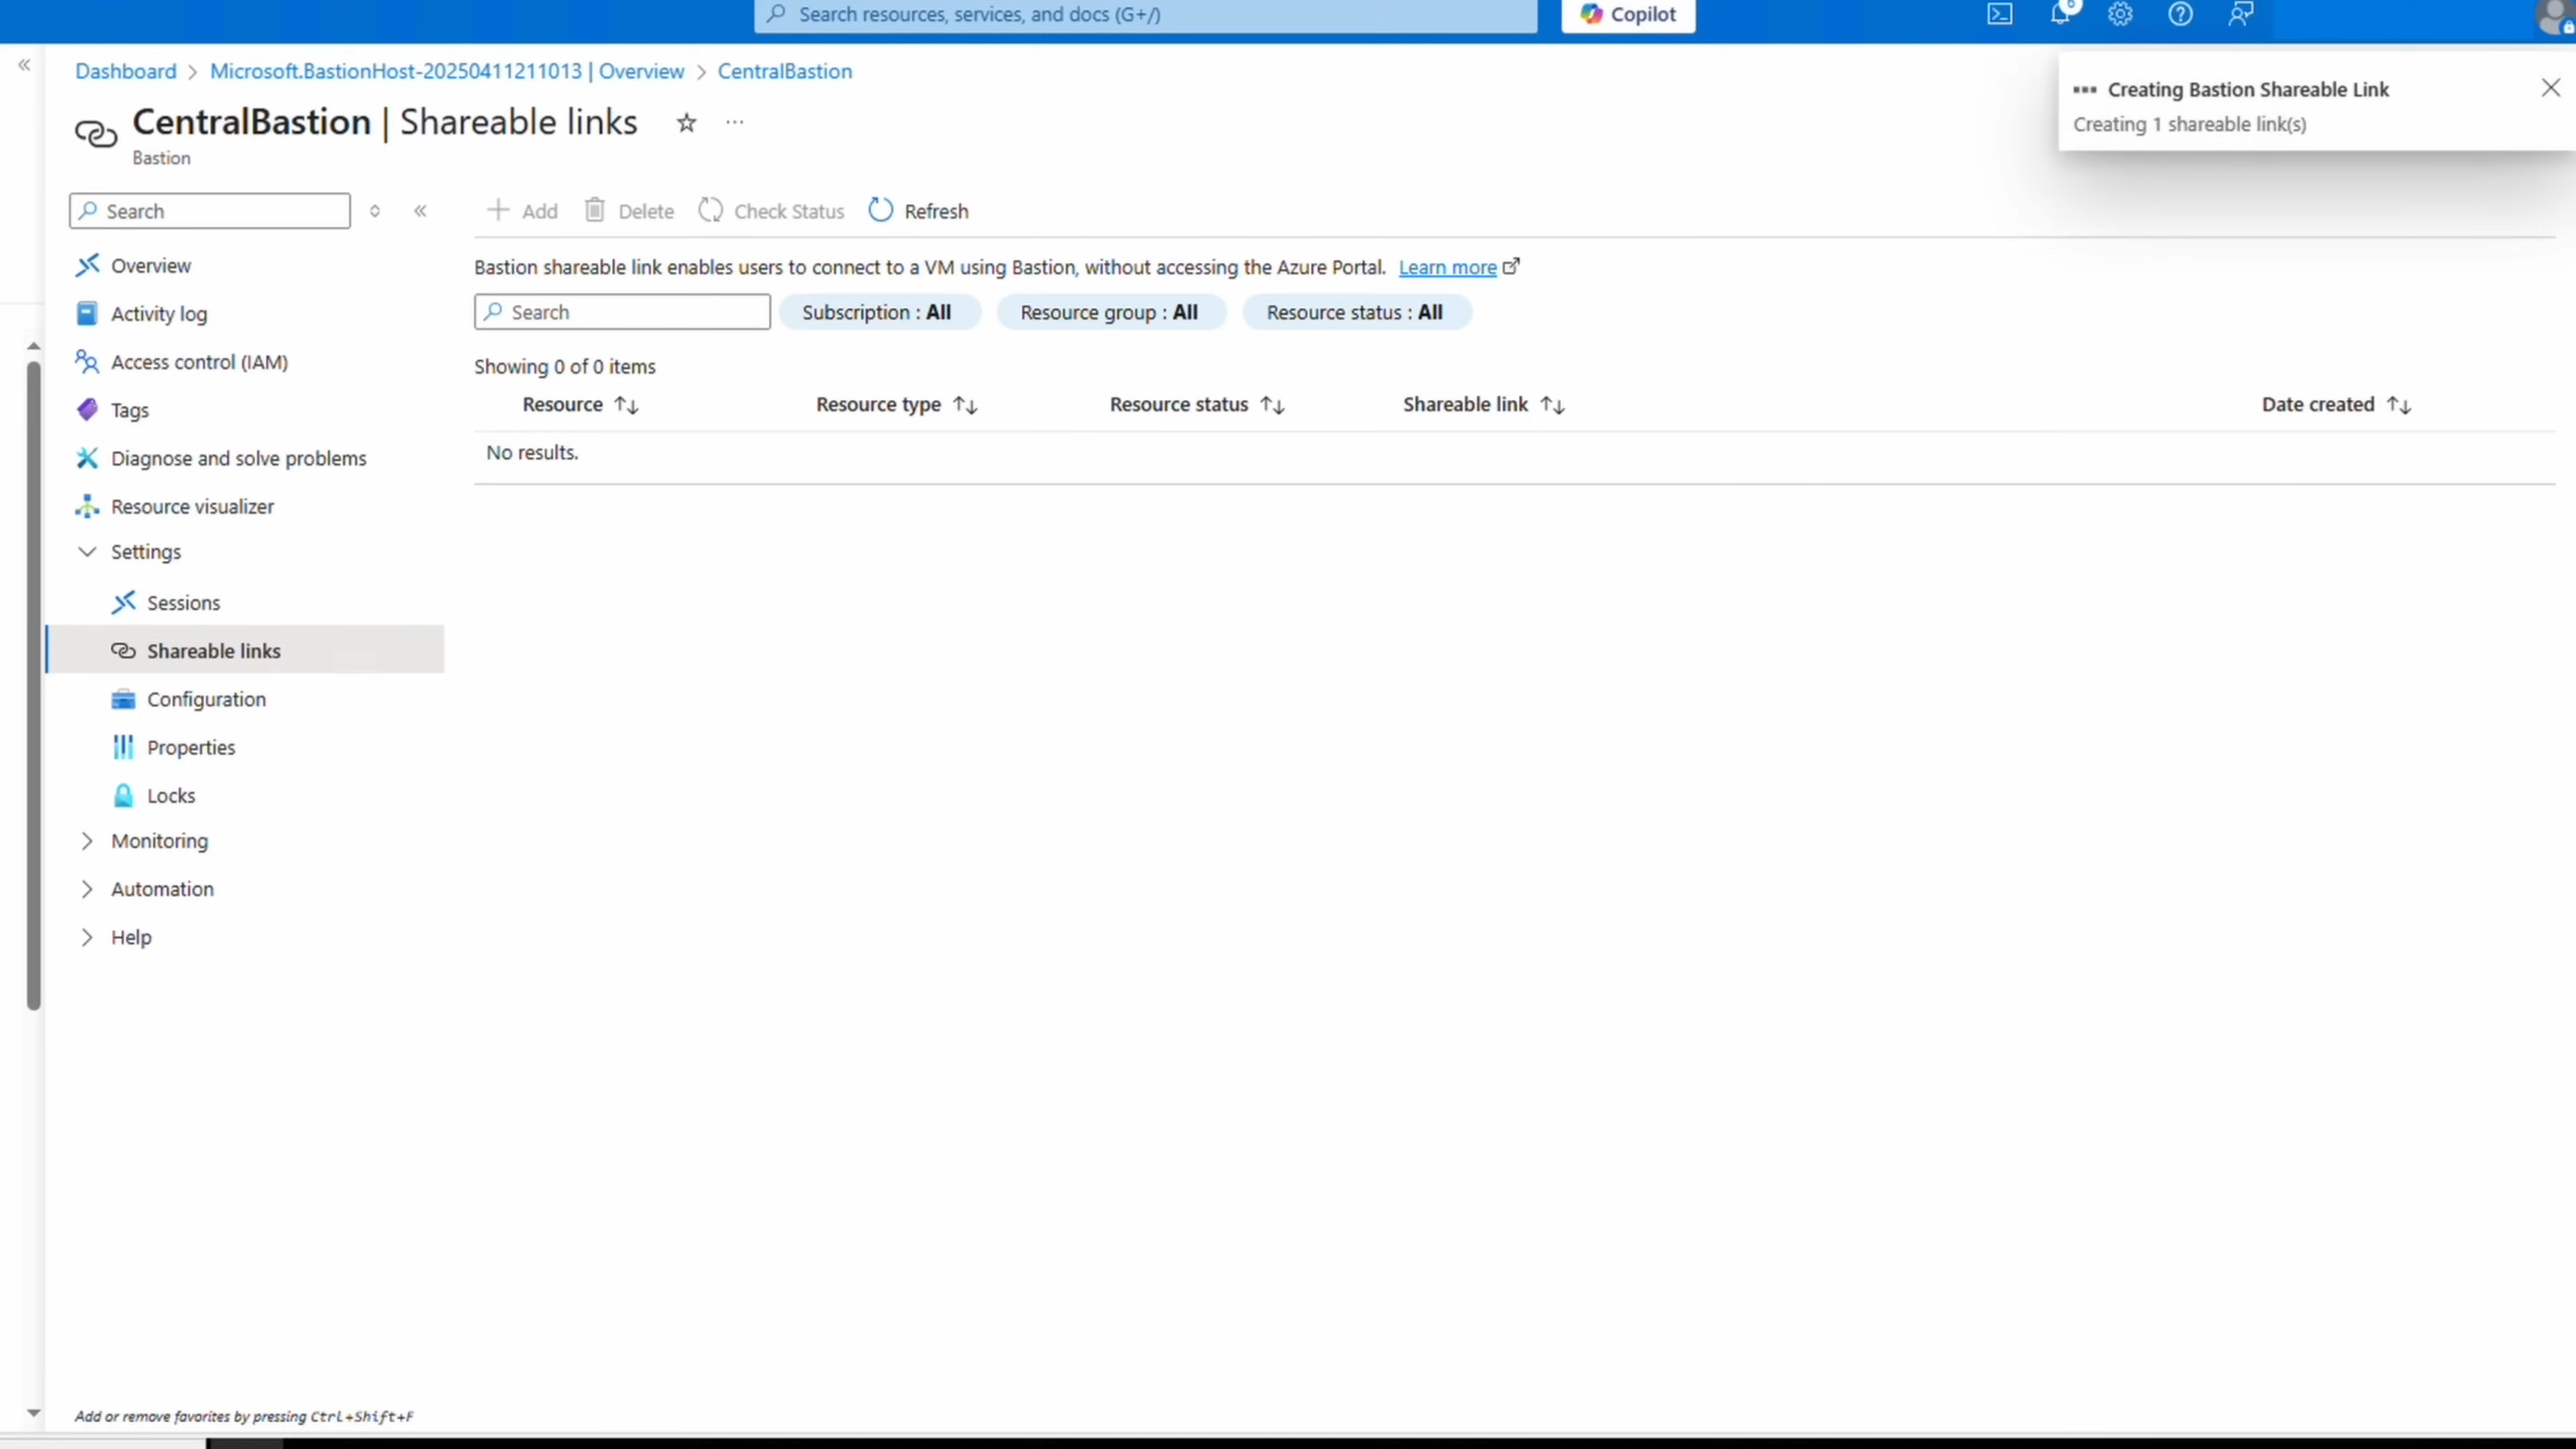 Search resources, services, and docs (G+/)
Copilot
Dashboard > Microsoft.BastionHost-20250411211013 | Overview > CentralBastion
CentralBastion | Shareable links
Bastion
Creating Bastion Shareable Link
Creating 1 shareable link(s)
Search
Add
Delete
Check Status
Refresh
Overview
Activity log
Access control (IAM)
Tags
Diagnose and solve problems
Resource visualizer
Settings
Sessions
Shareable links
Configuration
Properties
Locks
Monitoring
Automation
Help
Bastion shareable link enables users to connect to a VM using Bastion, without accessing the Azure Portal. Learn more
Search
Subscription : All
Resource group : All
Resource status : All
Showing 0 of 0 items
Resource
Resource type
Resource status
Shareable link
Date created
No results.
Add or remove favorites by pressing Ctrl+Shift+F